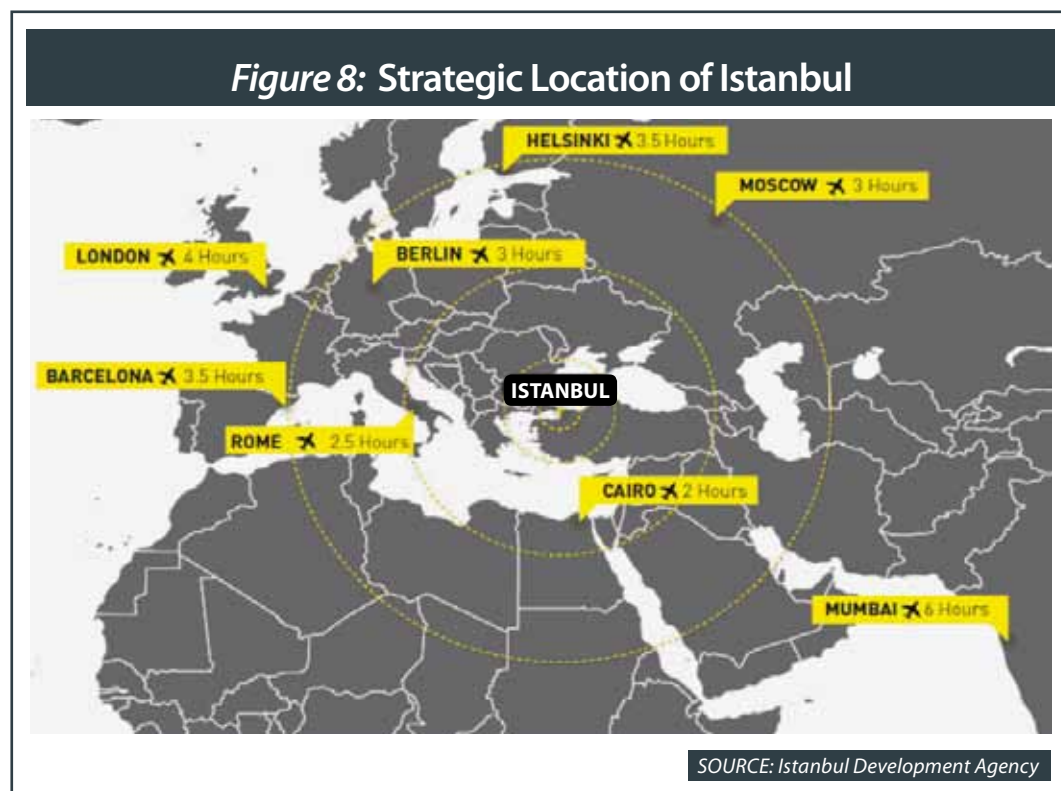 Figure 8: Strategic Location of Istanbul
HELSINKI 3.5 Hours
MOSCOW 3 Hours
LONDON 4 Hours
BERLIN 3 Hours
BARCELONA 3.5 Hours
ISTANBUL
ROME 2.5 Hours
CAIRO 2 Hours
MUMBAI 6 Hours
SOURCE: Istanbul Development Agency